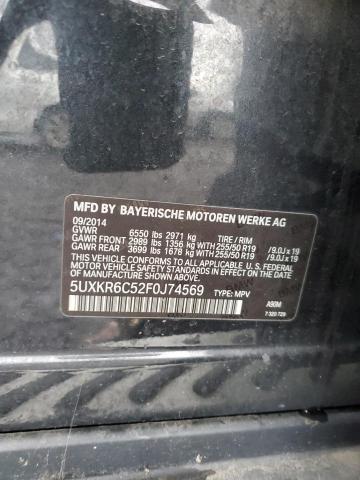 MFD BY BAYERISCHE MOTOREN WERKE AG
09/2014
GVWR 6550 lbs 2971 kg TIRE / RIM
GAWR FRONT 2989 lbs 1356 kg WITH 255/50 R19 / 9.0J x 19
GAWR REAR 3699 lbs 1678 kg WITH 255/50 R19 / 9.0J x 19
THIS VEHICLE CONFORMS TO ALL APPLICABLE U.S. FEDERAL
MOTOR VEHICLE SAFETY STANDARDS IN EFFECT ON THE
DATE OF MANUFACTURE SHOWN ABOVE.
5UXKR6C52F0J74569 TYPE: MPV A90M
7 320 729